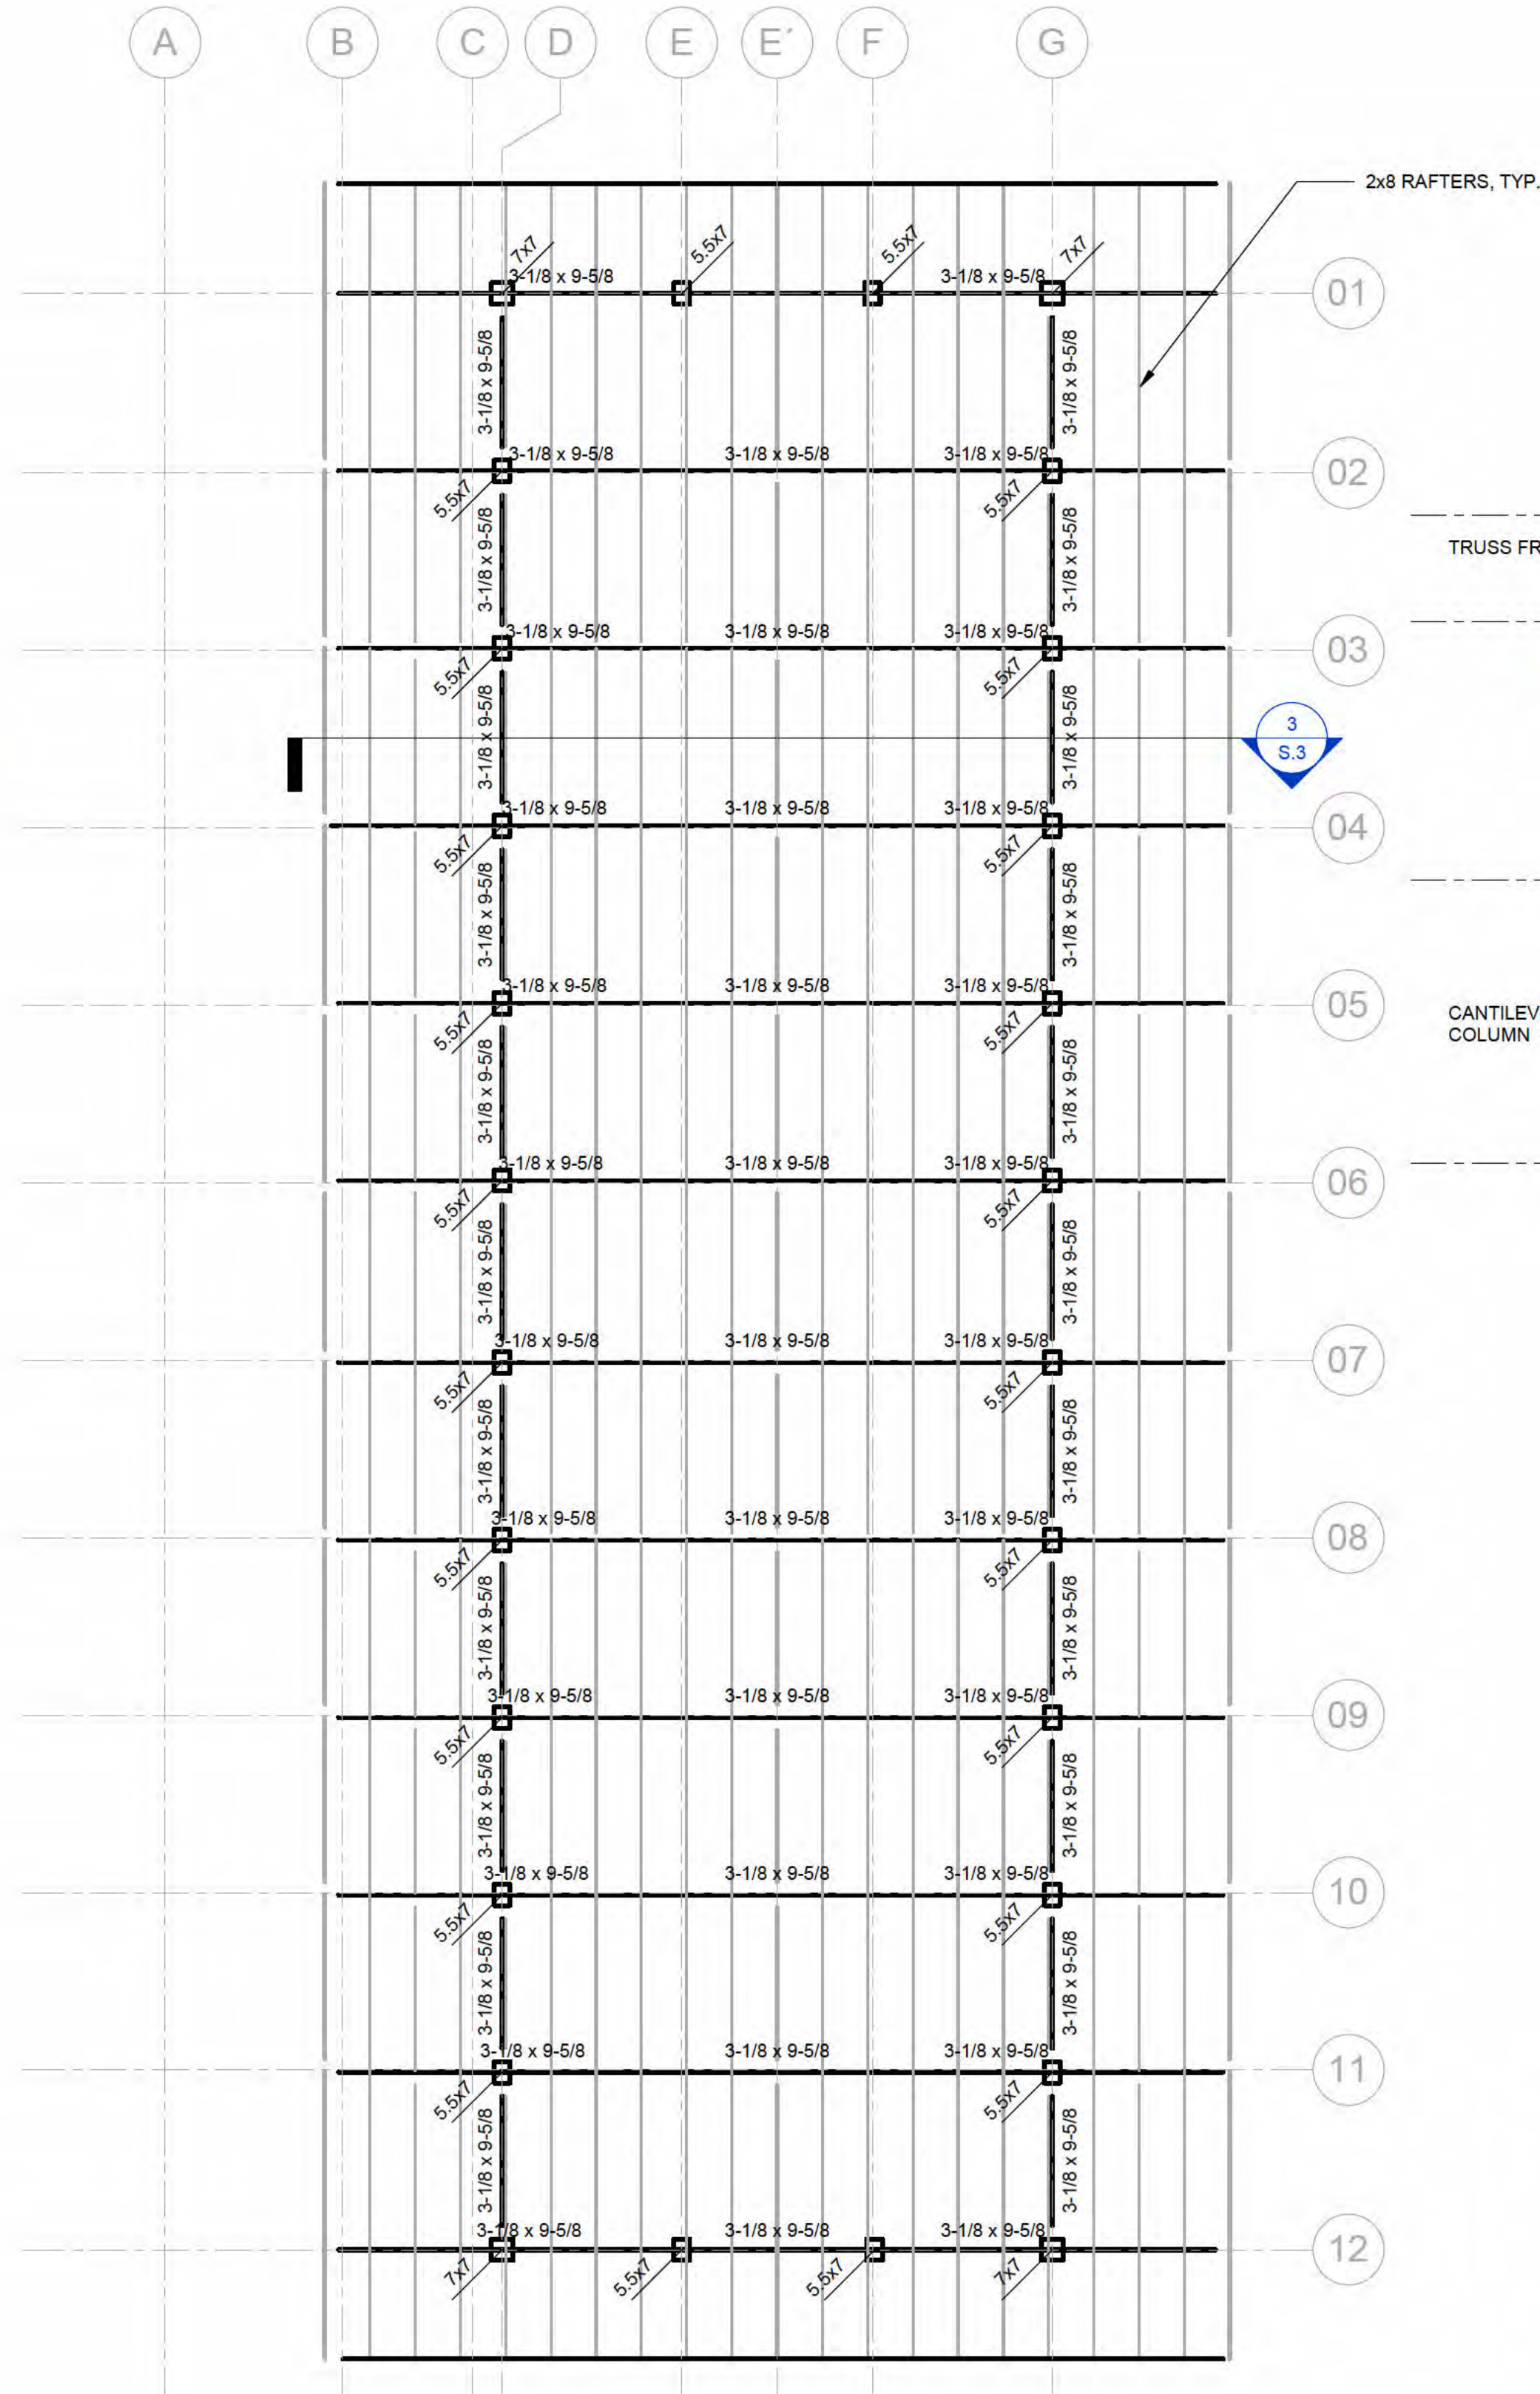 A B C D E E´ F G
2x8 RAFTERS, TYP.
7x7 5.5x7 5.5x7 7x7
3-1/8 x 9-5/8 3-1/8 x 9-5/8
01
3-1/8 x 9-5/8 3-1/8 x 9-5/8
3-1/8 x 9-5/8 3-1/8 x 9-5/8 3-1/8 x 9-5/8
02
5.5x7 5.5x7
3-1/8 x 9-5/8 3-1/8 x 9-5/8
TRUSS FR
3-1/8 x 9-5/8 3-1/8 x 9-5/8 3-1/8 x 9-5/8
03
5.5x7 5.5x7
3-1/8 x 9-5/8 3-1/8 x 9-5/8
3
S.3
3-1/8 x 9-5/8 3-1/8 x 9-5/8 3-1/8 x 9-5/8
04
5.5x7 5.5x7
3-1/8 x 9-5/8 3-1/8 x 9-5/8
3-1/8 x 9-5/8 3-1/8 x 9-5/8 3-1/8 x 9-5/8
05
CANTILEV
COLUMN
5.5x7 5.5x7
3-1/8 x 9-5/8 3-1/8 x 9-5/8
3-1/8 x 9-5/8 3-1/8 x 9-5/8 3-1/8 x 9-5/8
06
5.5x7 5.5x7
3-1/8 x 9-5/8 3-1/8 x 9-5/8
3-1/8 x 9-5/8 3-1/8 x 9-5/8 3-1/8 x 9-5/8
07
5.5x7 5.5x7
3-1/8 x 9-5/8 3-1/8 x 9-5/8
3-1/8 x 9-5/8 3-1/8 x 9-5/8 3-1/8 x 9-5/8
08
5.5x7 5.5x7
3-1/8 x 9-5/8 3-1/8 x 9-5/8
3-1/8 x 9-5/8 3-1/8 x 9-5/8 3-1/8 x 9-5/8
09
5.5x7 5.5x7
3-1/8 x 9-5/8 3-1/8 x 9-5/8
3-1/8 x 9-5/8 3-1/8 x 9-5/8 3-1/8 x 9-5/8
10
5.5x7 5.5x7
3-1/8 x 9-5/8 3-1/8 x 9-5/8
3-1/8 x 9-5/8 3-1/8 x 9-5/8 3-1/8 x 9-5/8
11
5.5x7 5.5x7
3-1/8 x 9-5/8 3-1/8 x 9-5/8
3-1/8 x 9-5/8 3-1/8 x 9-5/8 3-1/8 x 9-5/8
12
7x7 5.5x7 5.5x7 7x7